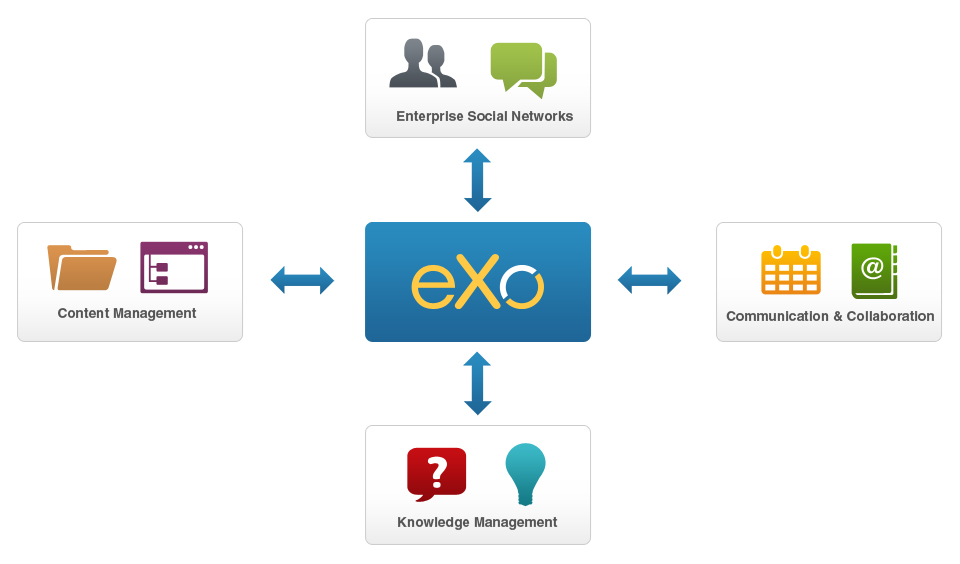 Enterprise Social Networks
Content Management
eXo
@
Communication & Collaboration
?
Knowledge Management